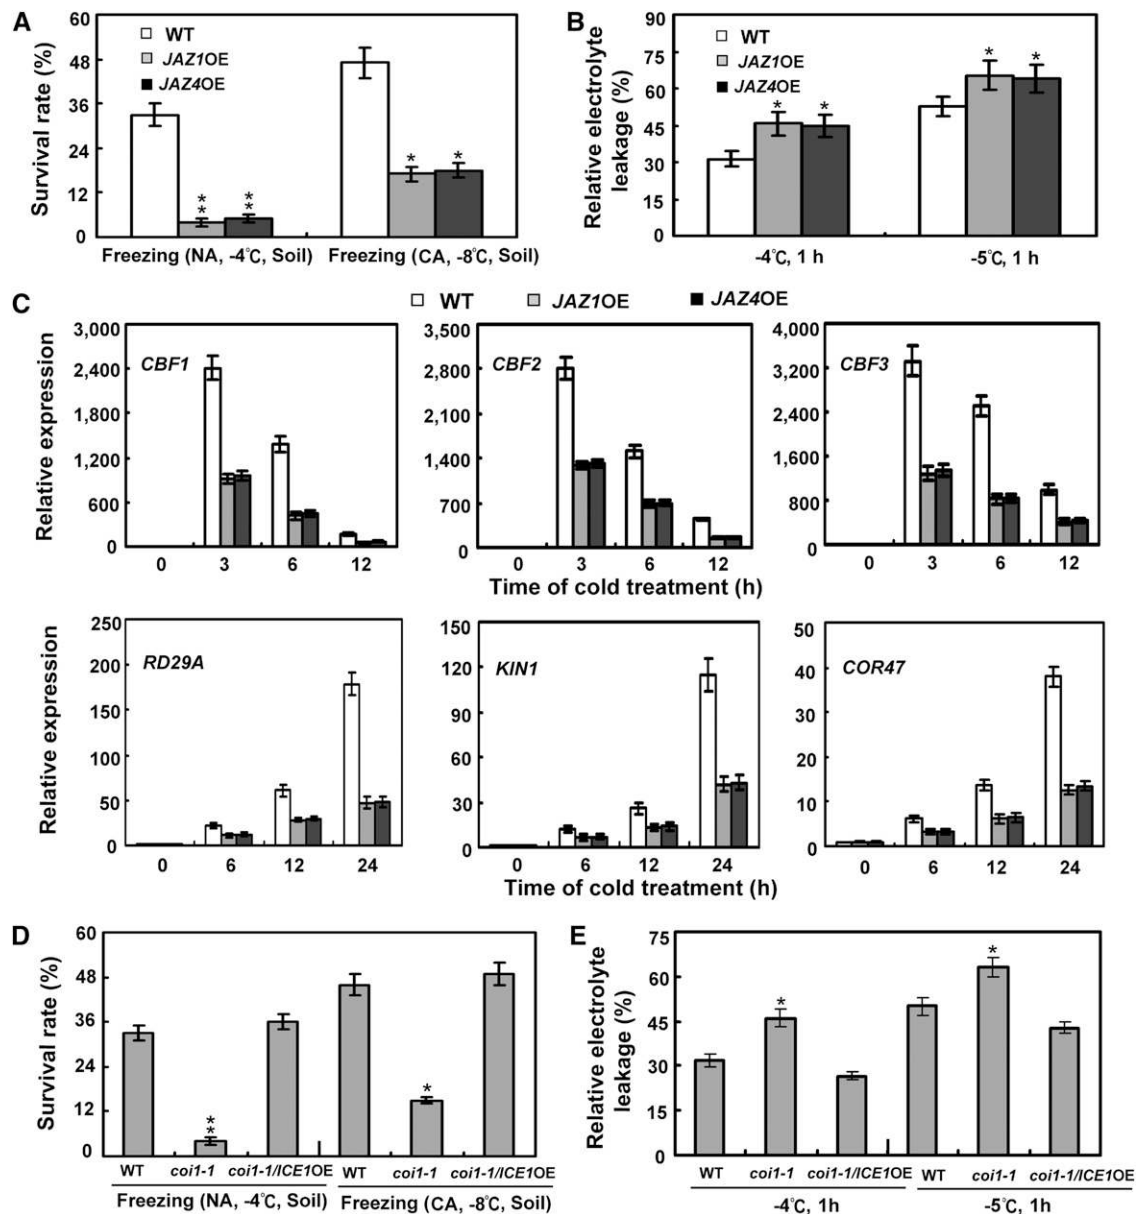 A
Survival rate (%)
60
48
36
24
12
0
WT
JAZ1OE
JAZ4OE
**
**
*
*
Freezing (NA, -4°C, Soil)
Freezing (CA, -8°C, Soil)
B
Relative electrolyte
leakage (%)
90
75
60
45
30
15
0
WT
JAZ1OE
JAZ4OE
*
*
*
*
-4°C, 1 h
-5°C, 1 h
C
WT
JAZ1OE
JAZ4OE
Relative expression
3,000
2,400
1,800
1,200
600
0
CBF1
0 3 6 12
3,500
2,800
2,100
1,400
700
0
CBF2
0 3 6 12
4,000
3,200
2,400
1,600
800
0
CBF3
0 3 6 12
Time of cold treatment (h)
Relative expression
250
200
150
100
50
0
RD29A
0 6 12 24
150
120
90
60
30
0
KIN1
0 6 12 24
50
40
30
20
10
0
COR47
0 6 12 24
Time of cold treatment (h)
D
Survival rate (%)
60
48
36
24
12
0
**
*
WT coi1-1 coi1-1/ICE1OE WT coi1-1 coi1-1/ICE1OE
Freezing (NA, -4°C, Soil)
Freezing (CA, -8°C, Soil)
E
Relative electrolyte
leakage (%)
75
60
45
30
15
0
*
*
WT coi1-1 coi1-1/ICE1OE WT coi1-1 coi1-1/ICE1OE
-4°C, 1h
-5°C, 1h